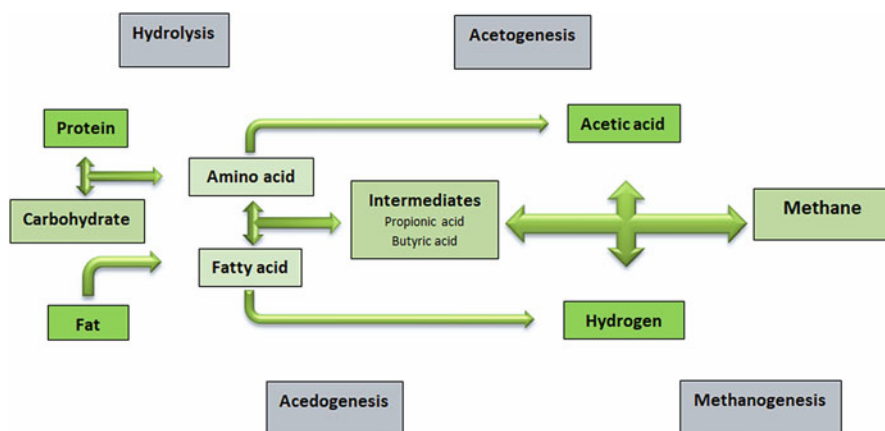 Hydrolysis
Acetogenesis
Protein
Acetic acid
Amino acid
Carbohydrate
Intermediates
Propionic acid
Butyric acid
Methane
Fatty acid
Fat
Hydrogen
Acedogenesis
Methanogenesis